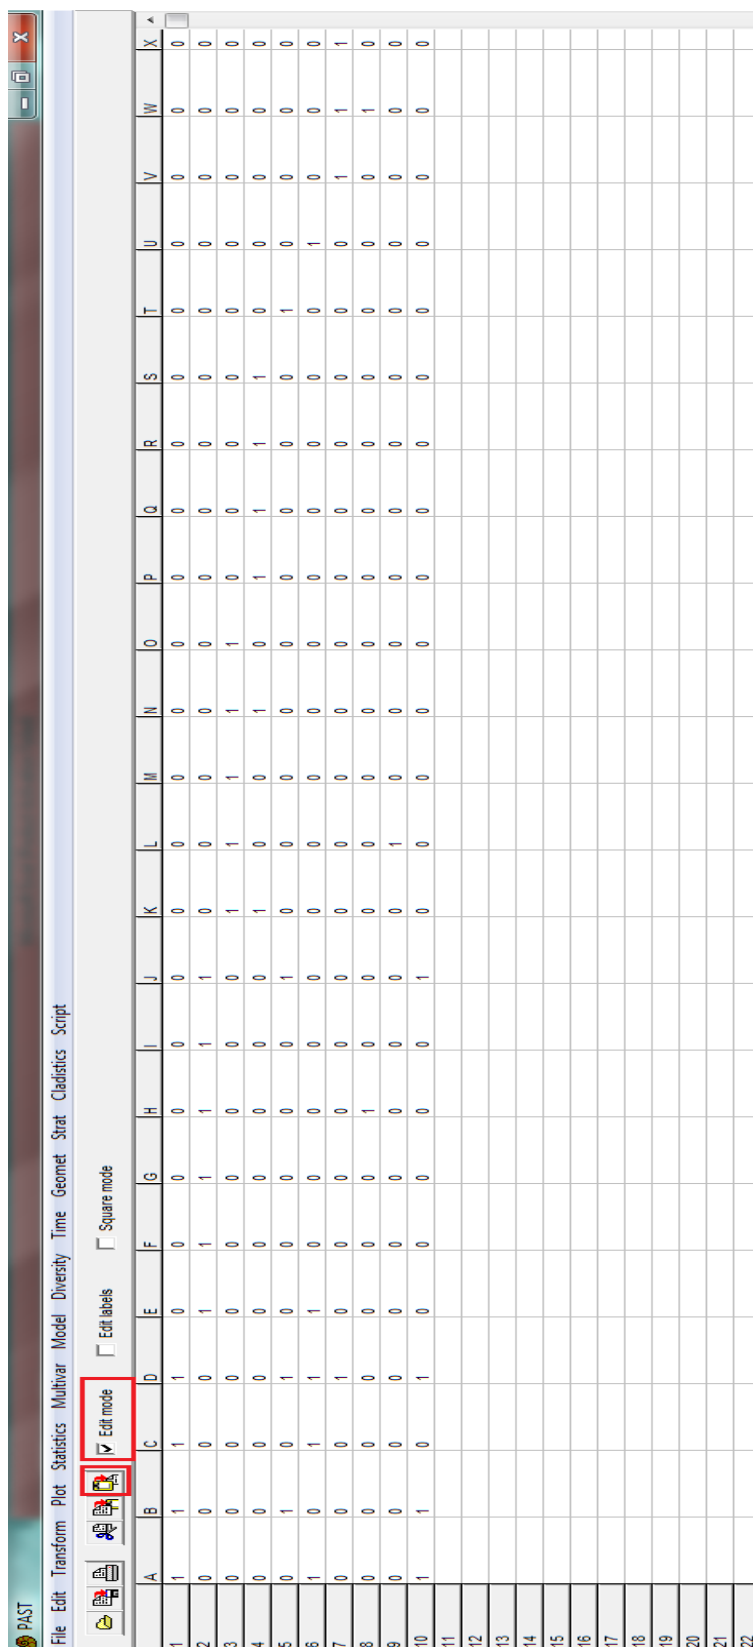 PAST
File Edit Transform Plot Statistics Multivar Model Diversity Time Geomet Strat Cladistics Script
Edit mode Edit labels Square mode
A B C D E F G H I J K L M N O P Q R S T U V W X
1 1 1 1 1 0 0 0 0 0 0 0 0 0 0 0 0 0 0 0 0 0 0 0 0
2 0 0 0 0 1 1 1 1 1 1 0 0 0 0 0 0 0 0 0 0 0 0 0 0
3 0 0 0 0 0 0 0 0 0 0 1 1 1 1 1 0 0 0 0 0 0 0 0 0
4 0 0 0 0 0 0 0 0 0 0 1 0 0 1 0 1 1 1 1 0 0 0 0 0
5 0 1 0 1 0 0 0 0 0 1 0 0 0 0 0 0 0 0 0 1 0 0 0 0
6 1 0 1 1 1 0 0 0 0 0 0 0 0 0 0 0 0 0 0 0 1 0 0 0
7 0 0 0 1 0 0 0 0 0 0 0 0 0 0 0 0 0 0 0 0 0 1 1 1
8 0 0 0 0 0 0 0 1 0 0 0 0 0 0 0 0 0 0 0 0 0 0 1 0
9 0 0 0 0 0 0 0 0 0 0 0 1 0 0 0 0 0 0 0 0 0 0 0 0
10 1 1 0 1 0 0 0 0 0 1 0 0 0 0 0 0 0 0 0 0 0 0 0 0
11
12
13
14
15
16
17
18
19
20
21
22